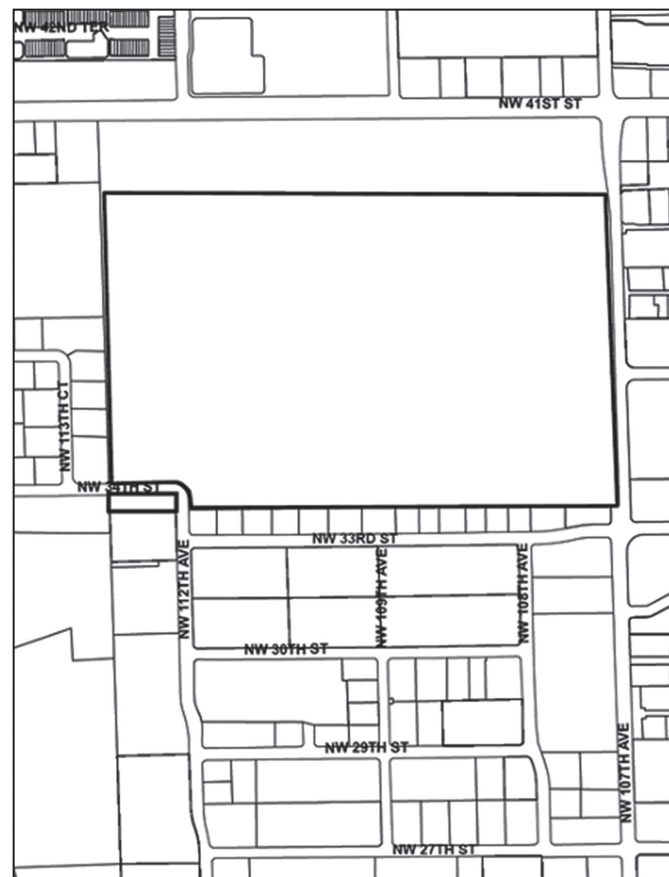 NW 42ND TER
NW 41ST ST
NW 113TH CT
NW 34TH ST
NW 33RD ST
NW 112TH AVE
NW 109TH AVE
NW 108TH AVE
NW 30TH ST
NW 29TH ST
NW 107TH AVE
NW 27TH ST